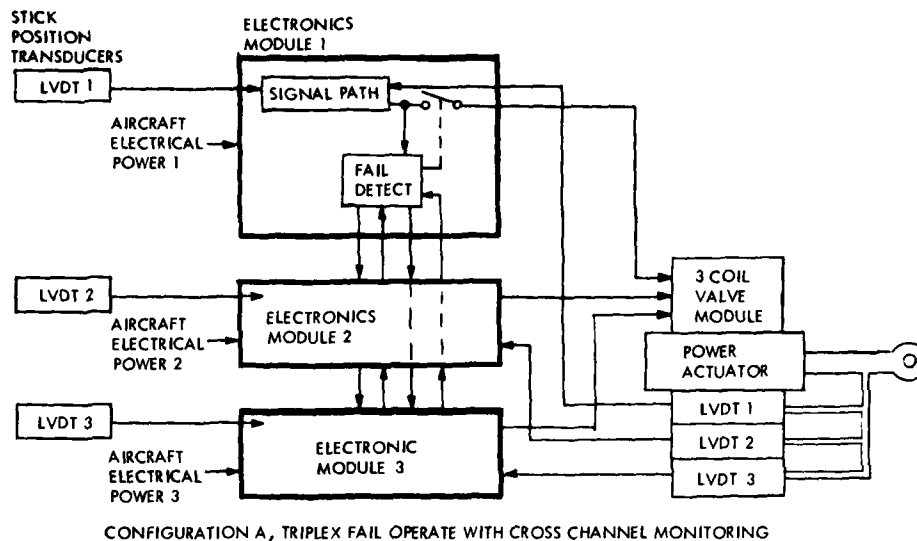 STICK
POSITION
TRANSDUCERS
LVDT 1
AIRCRAFT
ELECTRICAL
POWER 1
ELECTRONICS
MODULE 1
SIGNAL PATH
FAIL
DETECT
LVDT 2
AIRCRAFT
ELECTRICAL
POWER 2
ELECTRONICS
MODULE 2
LVDT 3
AIRCRAFT
ELECTRICAL
POWER 3
ELECTRONIC
MODULE 3
3 COIL
VALVE
MODULE
POWER
ACTUATOR
LVDT 1
LVDT 2
LVDT 3
CONFIGURATION A, TRIPLEX FAIL OPERATE WITH CROSS CHANNEL MONITORING